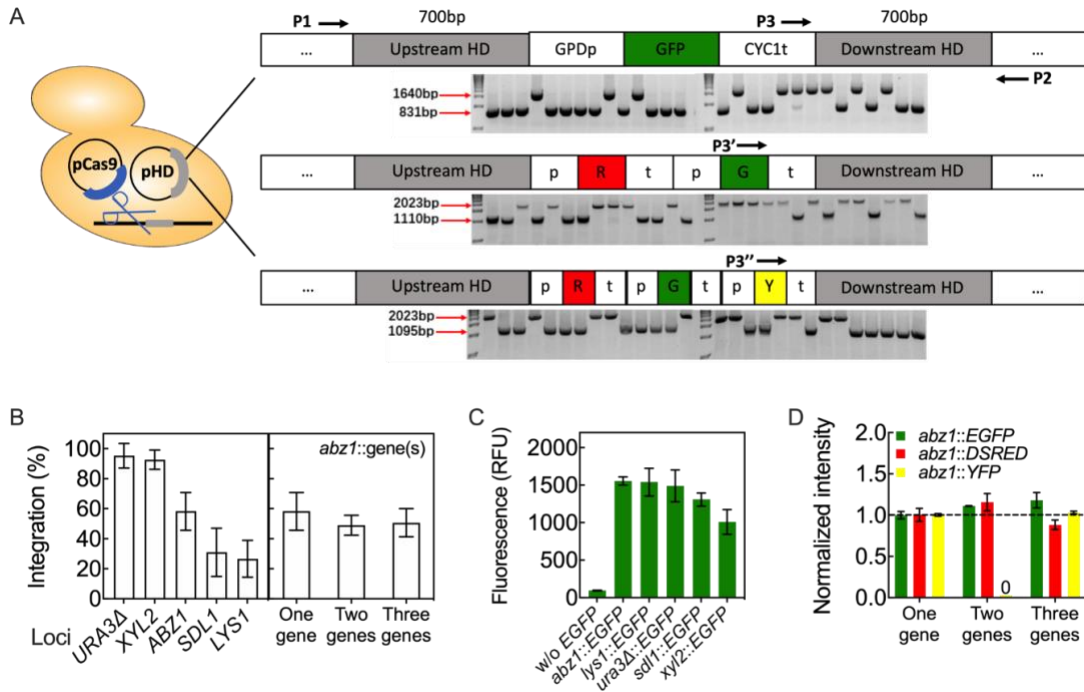 A
P1
700bp
P3
700bp
... Upstream HD GPDp GFP CYC1t Downstream HD ...
P2
1640bp
831bp
pCas9
pHD
P3'
... Upstream HD p R t p G t Downstream HD ...
2023bp
1110bp
P3''
... Upstream HD p R t p G t p Y t Downstream HD ...
2023bp
1095bp
B
Integration (%)
100
80
60
40
20
0
abz1::gene(s)
Loci
URA3Δ
XYL2
ABZ1
SDL1
LYS1
One gene
Two genes
Three genes
C
Fluorescence (RFU)
2000
1500
1000
500
0
w/o EGFP
abz1::EGFP
lys1::EGFP
ura3Δ::EGFP
sdl1::EGFP
xyl2::EGFP
D
Normalized intensity
2.0
1.5
1.0
0.5
0.0
abz1::EGFP
abz1::DSRED
abz1::YFP
0
One gene
Two genes
Three genes